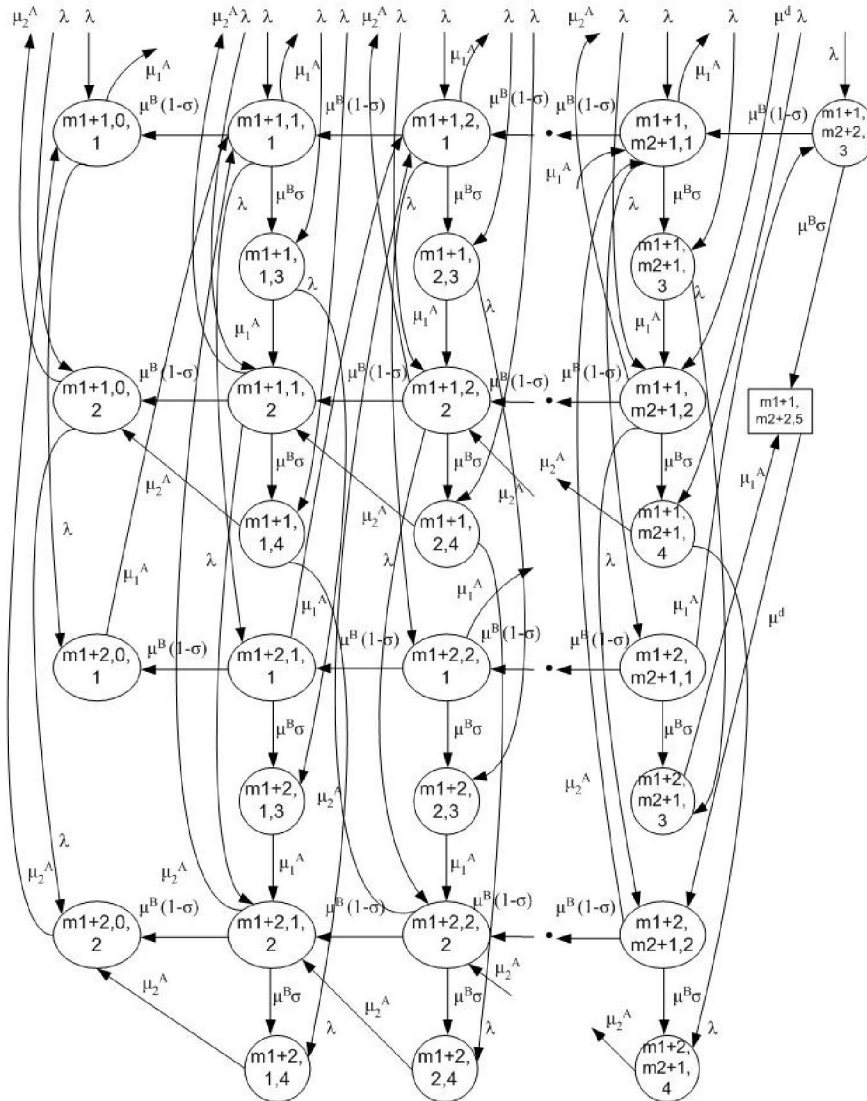 μ₂ᴬ λ λ μ₂ᴬ λ λ λ λ μ₂ᴬ λ λ λ λ μ₂ᴬ λ λ λ μᵈ λ
μ₁ᴬ μ₁ᴬ μ₁ᴬ μ₁ᴬ λ
μᴮ(1-σ) μᴮ(1-σ) μᴮ(1-σ) μᴮ(1-σ) μᴮ(1-σ)
m1+1,0, m1+1,1, m1+1,2, m1+1, m1+1,
1 1 1 m2+1,1 m2+2,
3
μ₁ᴬ
λ μᴮσ μᴮσ λ μᴮσ
μᴮσ
m1+1, m1+1, m1+1,
1,3 2,3 m2+1,
3
λ λ λ
μ₁ᴬ μ₁ᴬ μ₁ᴬ
μᴮ(1-σ) μᴮ(1-σ) μᴮ(1-σ) μᴮ(1-σ)
m1+1,0, m1+1,1, m1+1,2, m1+1, m1+1,
2 2 2 m2+1,2 m2+2,5
μᴮσ μᴮσ μᴮσ
μ₂ᴬ μ₂ᴬ μ₂ᴬ μ₂ᴬ μ₁ᴬ
m1+1, m1+1, m1+1,
1,4 2,4 m2+1,
4
λ λ λ λ
μ₁ᴬ μ₁ᴬ μ₁ᴬ μ₁ᴬ μᵈ
μᴮ(1-σ) μᴮ(1-σ) μᴮ(1-σ) μᴮ(1-σ)
m1+2,0, m1+2,1, m1+2,2, m1+2,
1 1 1 m2+1,1
μᴮσ μᴮσ μᴮσ
m1+2, m1+2, m1+2,
1,3 2,3 m2+1,
3
μ₂ᴬ μ₂ᴬ
λ
μ₂ᴬ μ₂ᴬ μ₁ᴬ μ₁ᴬ
μᴮ(1-σ) μᴮ(1-σ) μᴮ(1-σ) μᴮ(1-σ)
m1+2,0, m1+2,1, m1+2,2, m1+2,
2 2 2 m2+1,2
μ₂ᴬ
μ₂ᴬ μᴮσ μ₂ᴬ μᴮσ μᴮσ
λ λ μ₂ᴬ λ
m1+2, m1+2, m1+2,
1,4 2,4 m2+1,
4